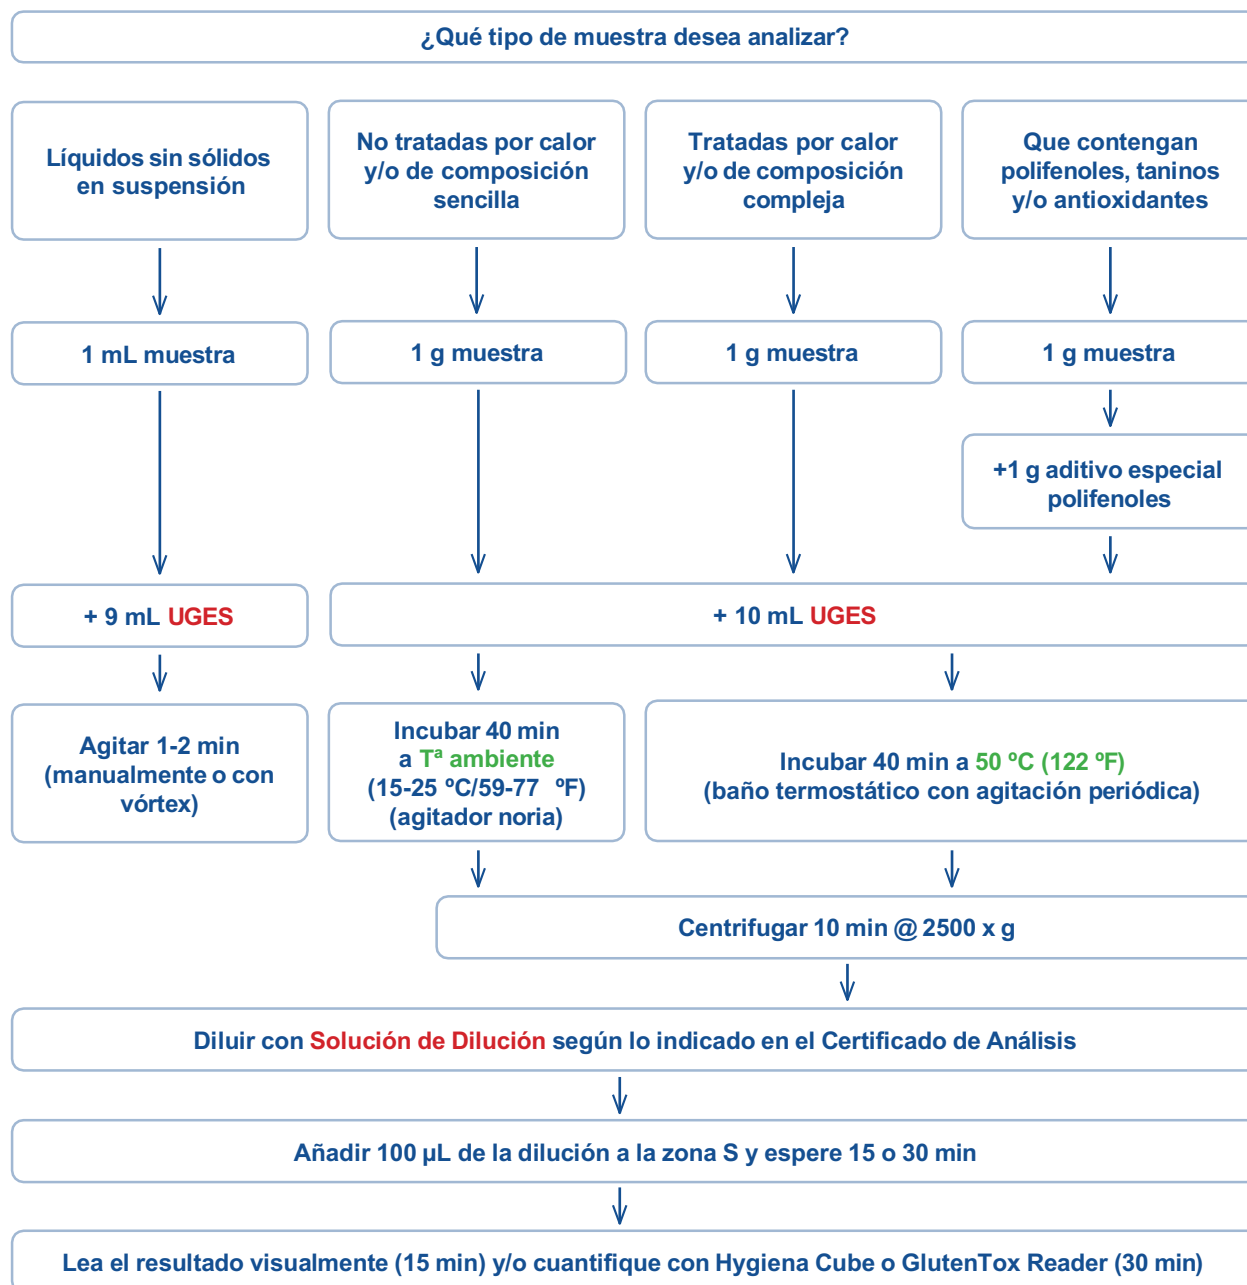 ¿Qué tipo de muestra desea analizar?
Líquidos sin sólidos
en suspensión
No tratadas por calor
y/o de composición
sencilla
Tratadas por calor
y/o de composición
compleja
Que contengan
polifenoles, taninos
y/o antioxidantes
1 mL muestra
1 g muestra
1 g muestra
1 g muestra
+1 g aditivo especial
polifenoles
+ 9 mL UGES
+ 10 mL UGES
Agitar 1-2 min
(manualmente o con
vórtex)
Incubar 40 min
a Tª ambiente
(15-25 ºC/59-77 ºF)
(agitador noria)
Incubar 40 min a 50 ºC (122 ºF)
(baño termostático con agitación periódica)
Centrifugar 10 min @ 2500 x g
Diluir con Solución de Dilución según lo indicado en el Certificado de Análisis
Añadir 100 µL de la dilución a la zona S y espere 15 o 30 min
Lea el resultado visualmente (15 min) y/o cuantifique con Hygiena Cube o GlutenTox Reader (30 min)